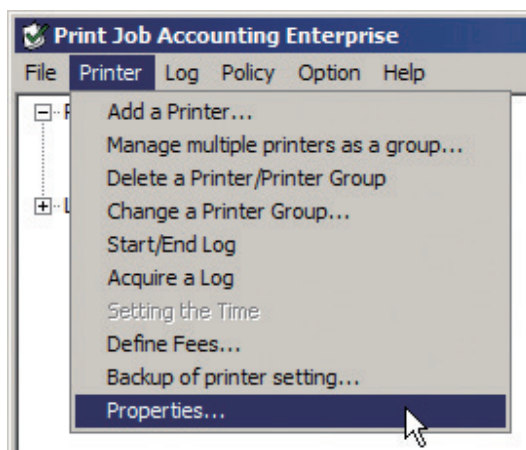 Print Job Accounting Enterprise
File Printer Log Policy Option Help
Add a Printer...
Manage multiple printers as a group...
Delete a Printer/Printer Group
Change a Printer Group...
Start/End Log
Acquire a Log
Setting the Time
Define Fees...
Backup of printer setting...
Properties...